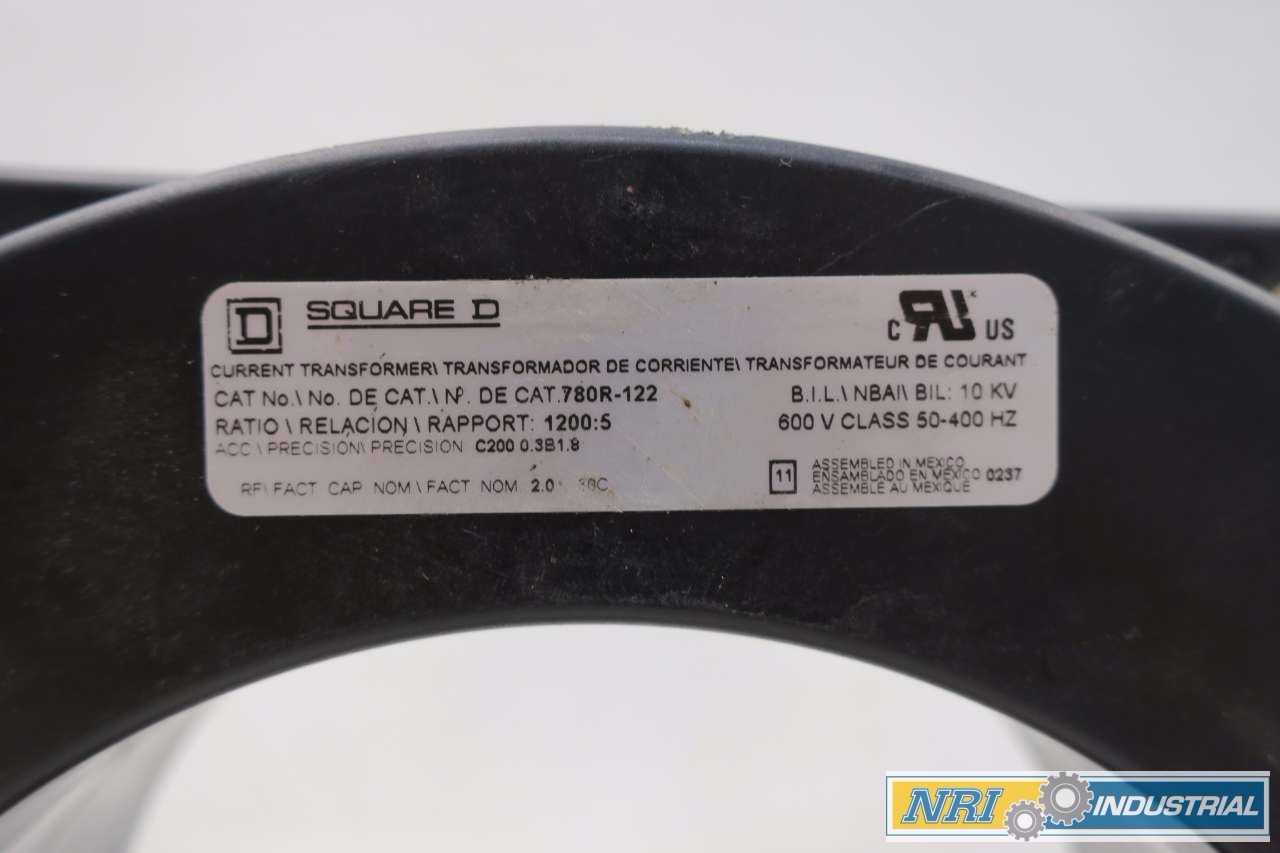 D SQUARE D
C UR US
CURRENT TRANSFORMER\ TRANSFORMADOR DE CORRIENTE\ TRANSFORMATEUR DE COURANT
CAT No.\ No. DE CAT.\ Nº. DE CAT.780R-122
B.I.L.\ NBAI\ BIL: 10 KV
RATIO \ RELACION \ RAPPORT: 1200:5
600 V CLASS 50-400 HZ
ACC \ PRECISIÓN\ PRECISION C200 0.3B1.8
RF\ FACT CAP NOM \ FACT NOM 2.0
11
ASSEMBLED IN MEXICO
ENSAMBLADO EN MEXICO 0237
ASSEMBLE AU MEXIQUE
NRI INDUSTRIAL